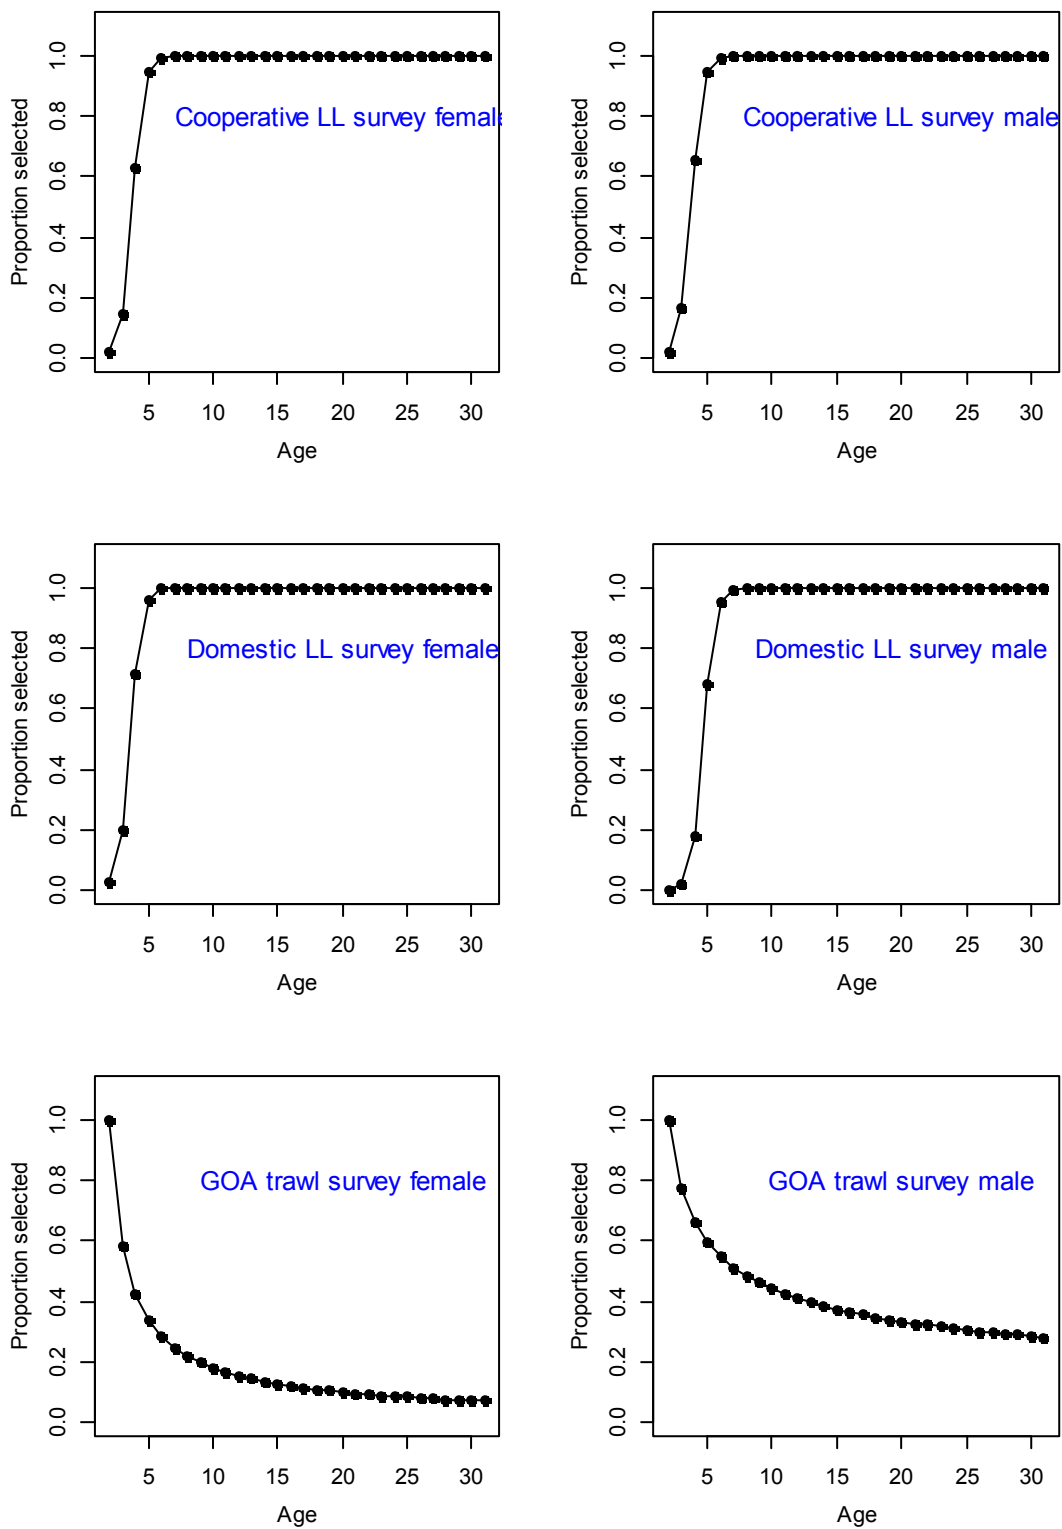 Proportion selected
1.0
0.8
0.6
0.4
0.2
0.0
Cooperative LL survey female
5 10 15 20 25 30
Age
Proportion selected
1.0
0.8
0.6
0.4
0.2
0.0
Cooperative LL survey male
5 10 15 20 25 30
Age
Proportion selected
1.0
0.8
0.6
0.4
0.2
0.0
Domestic LL survey female
5 10 15 20 25 30
Age
Proportion selected
1.0
0.8
0.6
0.4
0.2
0.0
Domestic LL survey male
5 10 15 20 25 30
Age
Proportion selected
1.0
0.8
0.6
0.4
0.2
0.0
GOA trawl survey female
5 10 15 20 25 30
Age
Proportion selected
1.0
0.8
0.6
0.4
0.2
0.0
GOA trawl survey male
5 10 15 20 25 30
Age